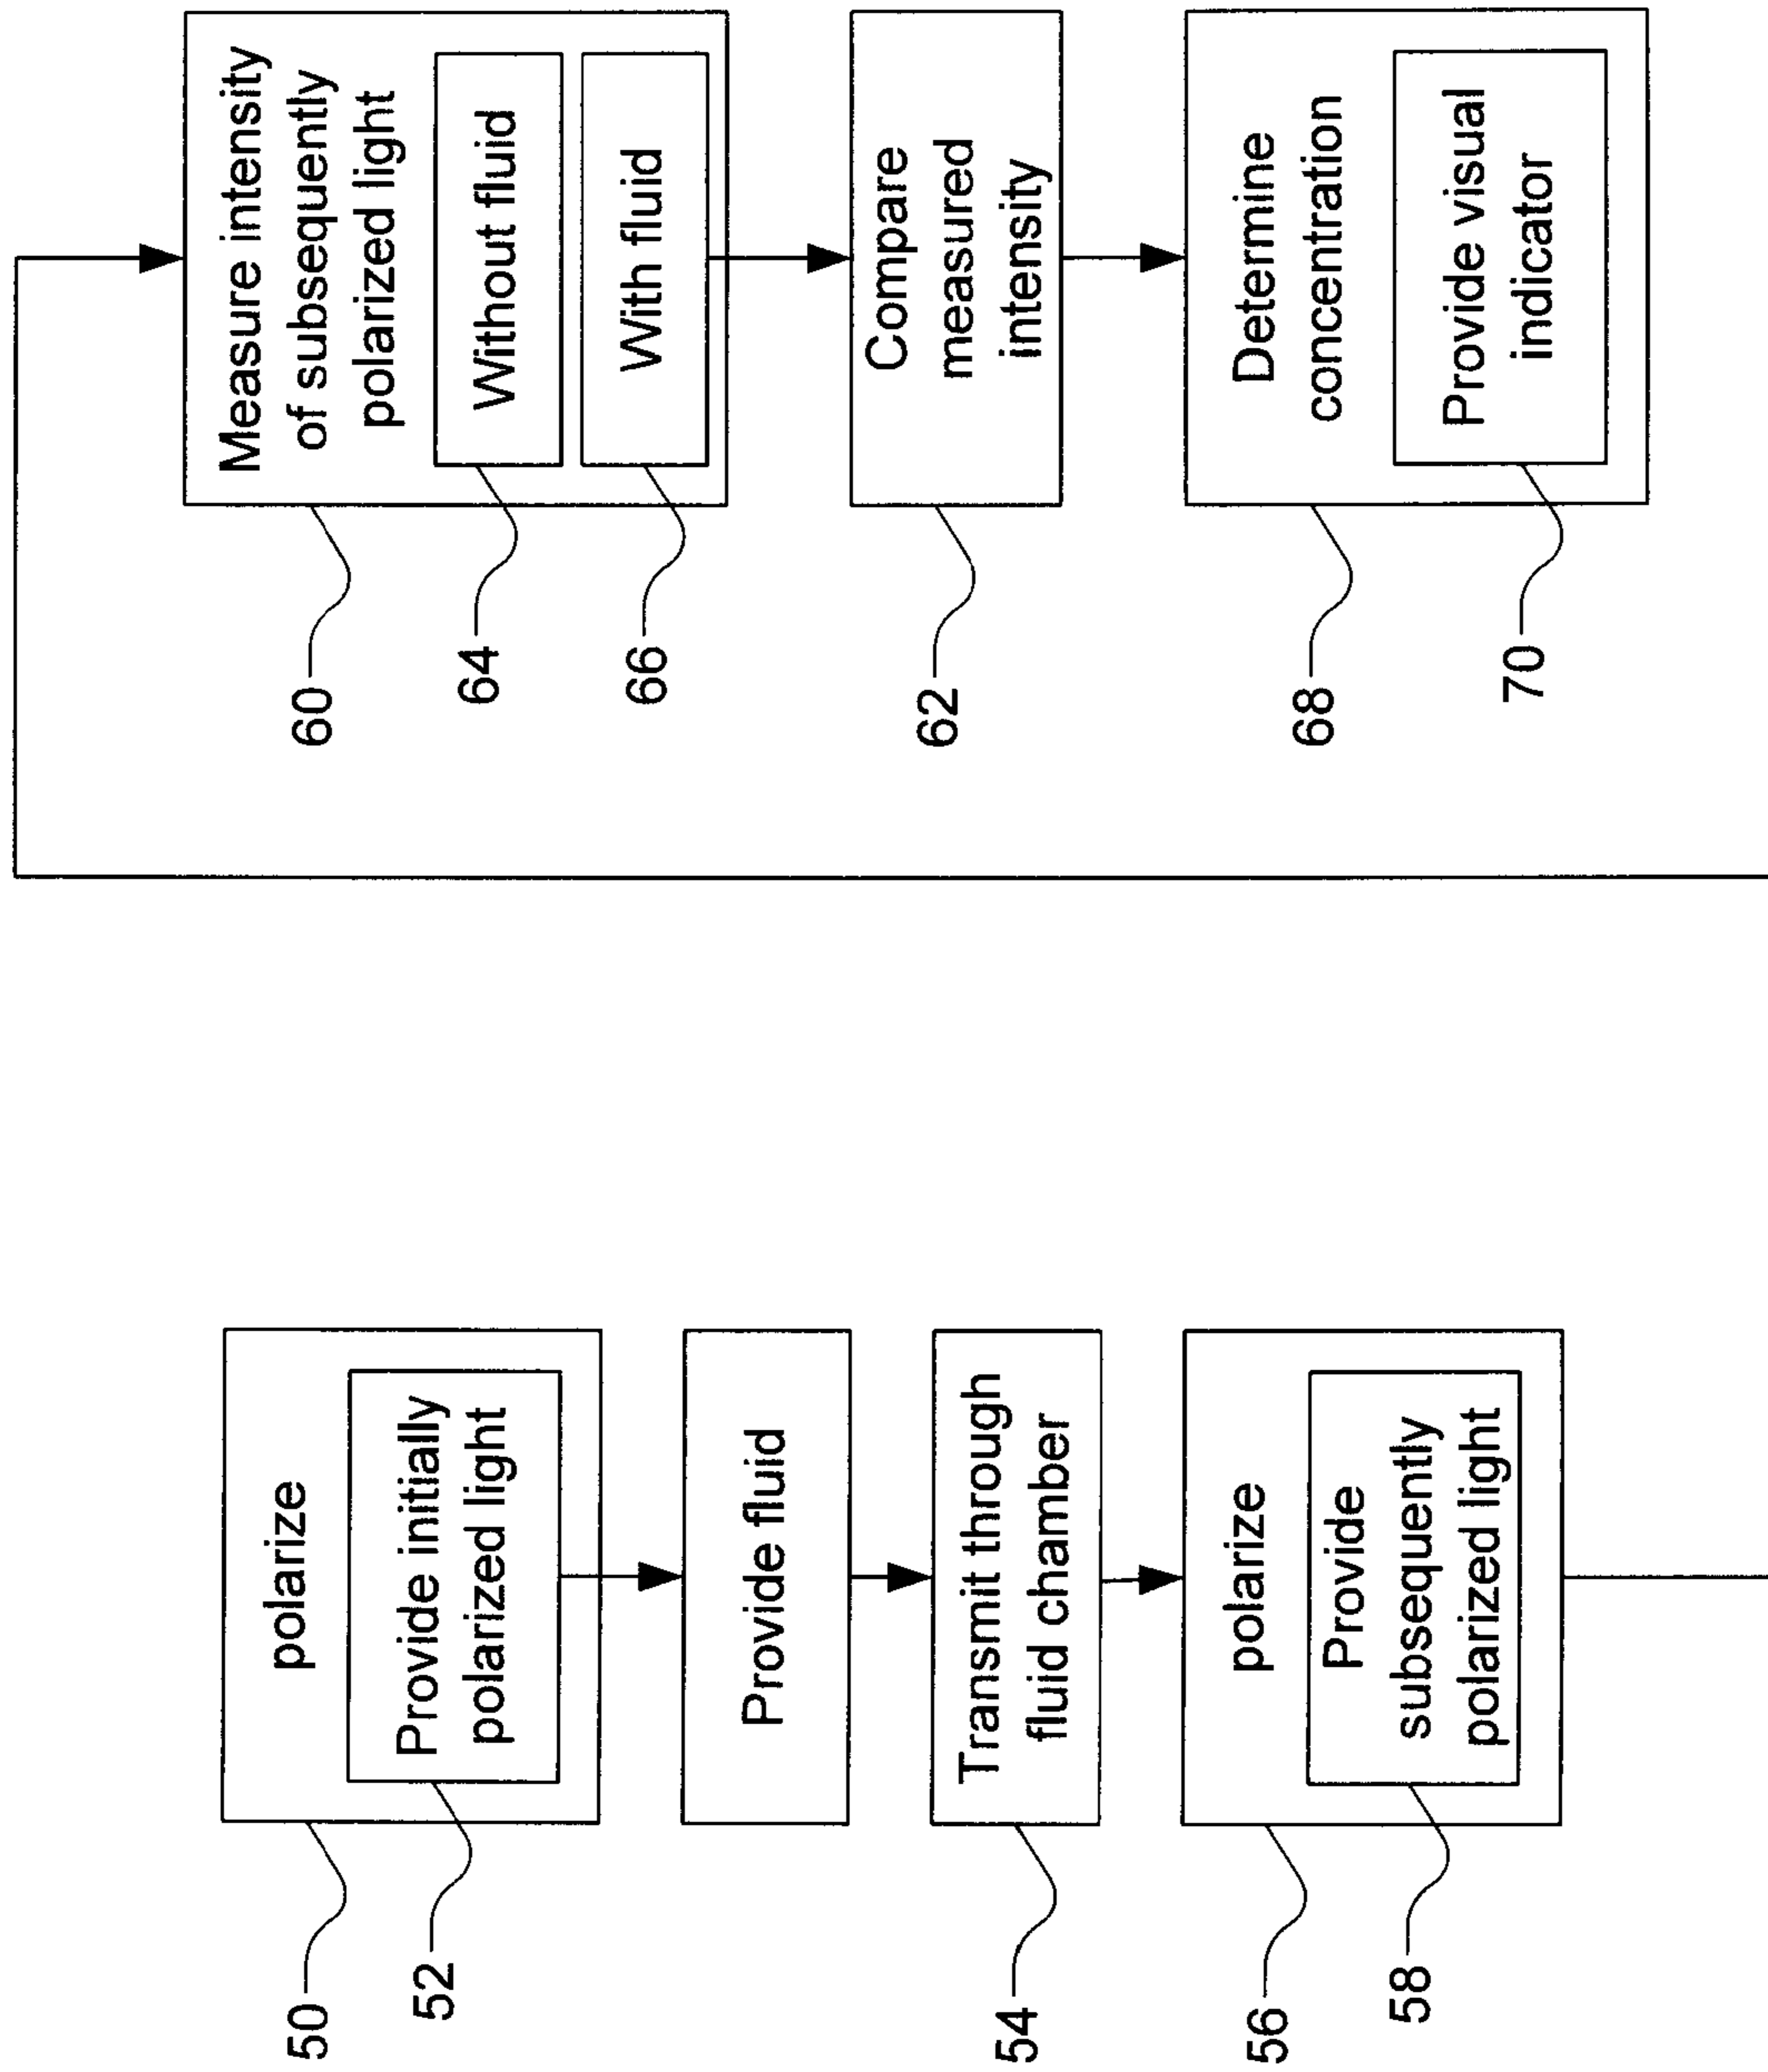 polarize
Provide initially
polarized light
50
52
Provide fluid
Transmit through
fluid chamber
54
polarize
Provide
subsequently
polarized light
56
58
Measure intensity
of subsequently
polarized light
Without fluid
With fluid
60
64
66
Compare
measured
intensity
62
Determine
concentration
Provide visual
indicator
68
70